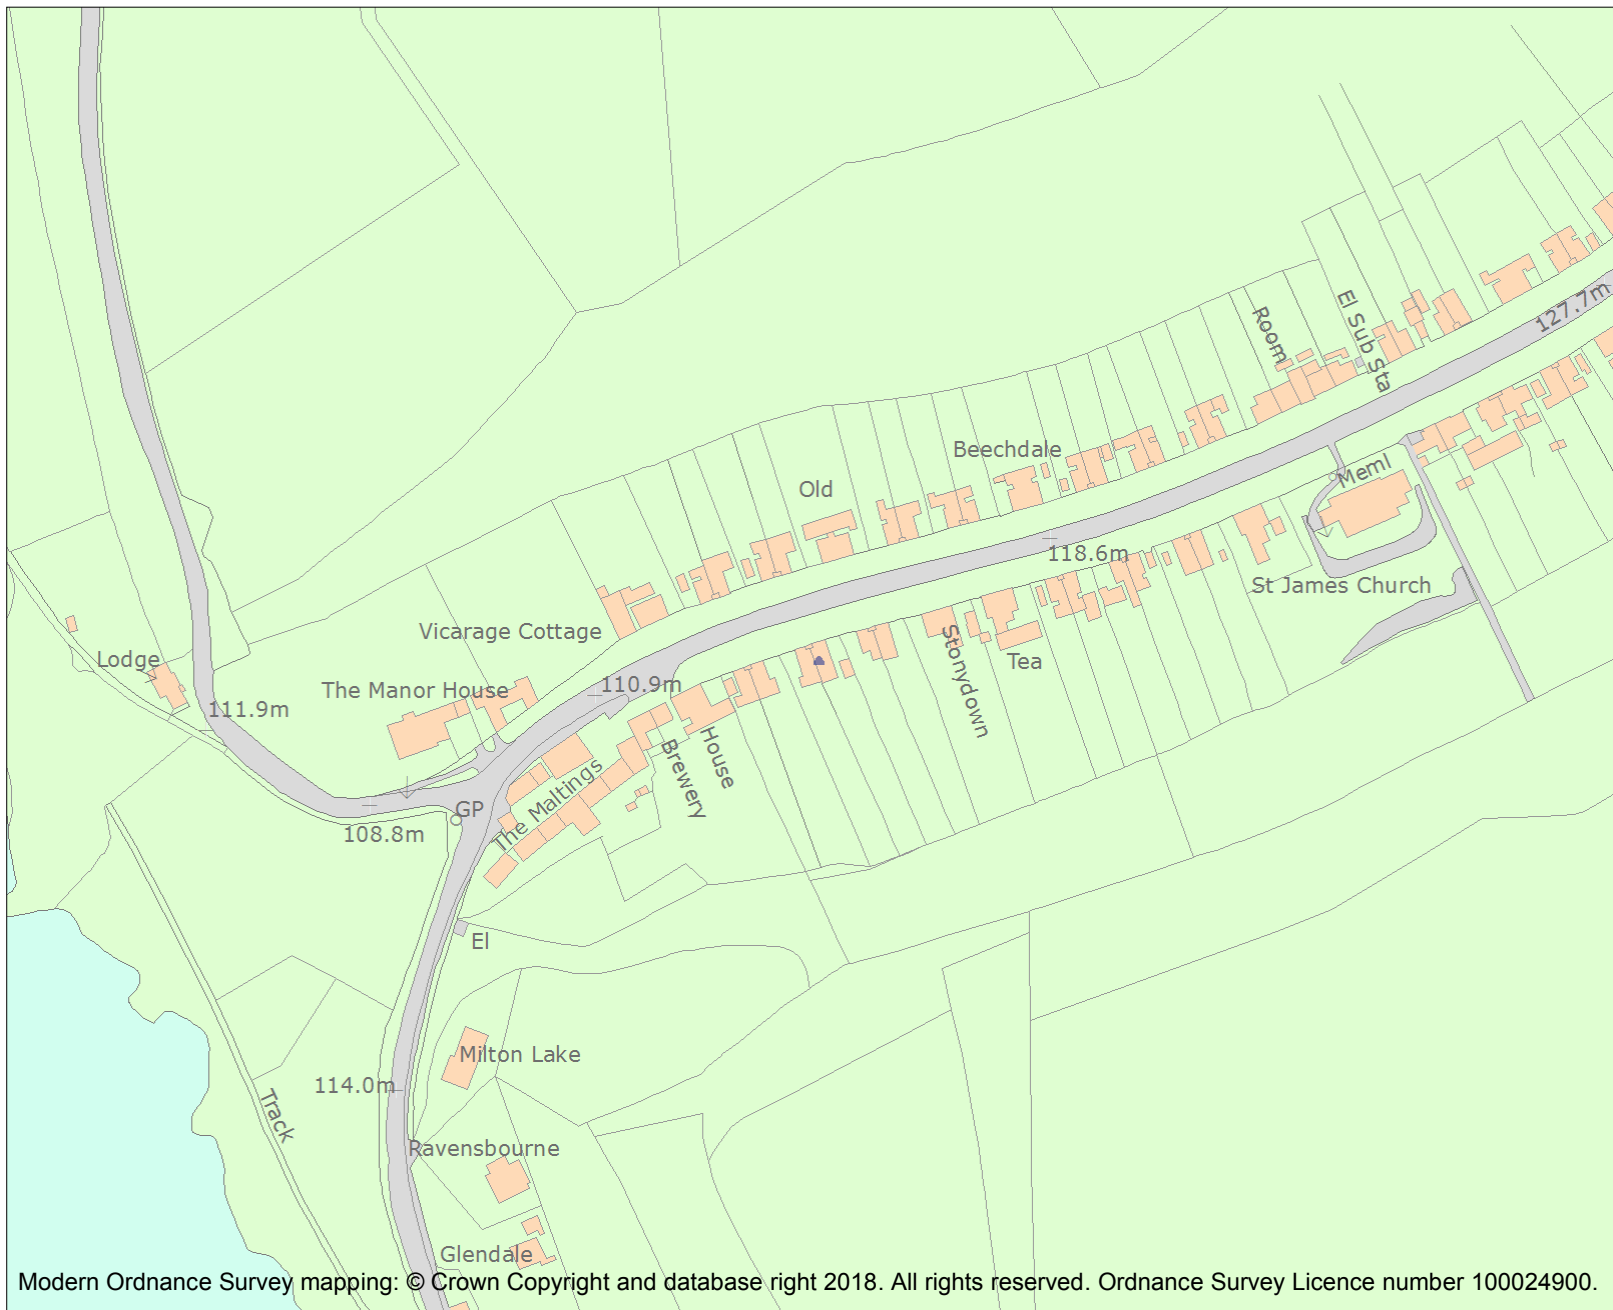 127.7m
Room
El Sub Sta
Beechdale
Meml
Old
118.6m
St James Church
Vicarage Cottage
Stonydown
Lodge
Tea
The Manor House
110.9m
111.9m
House
Brewery
The Maltings
GP
108.8m
El
Milton Lake
114.0m
Track
Ravensbourne
Glendale
Modern Ordnance Survey mapping: © Crown Copyright and database right 2018. All rights reserved. Ordnance Survey Licence number 100024900.